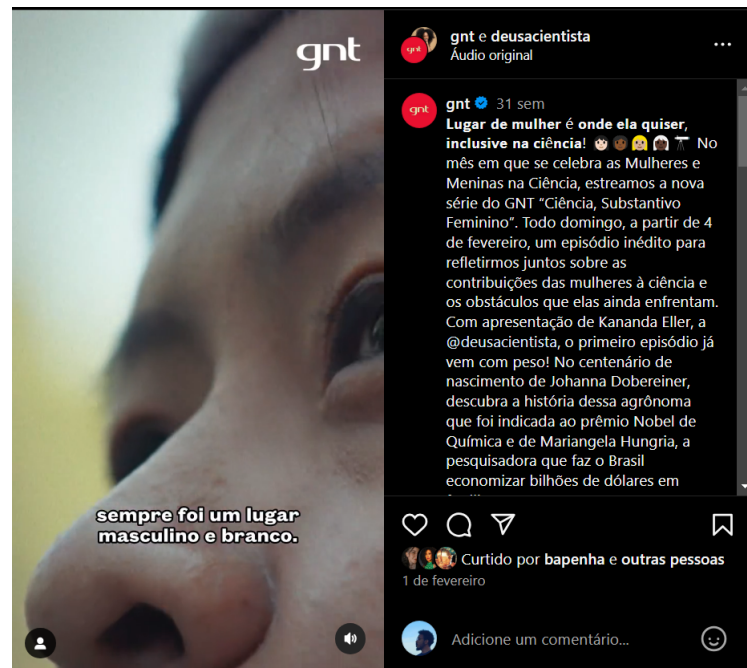 gnt
sempre foi um lugar
masculino e branco.
gnt
gnt e deusacientista
Áudio original
gnt
gnt 31 sem
Lugar de mulher é onde ela quiser,
inclusive na ciência! 👩🏻👩🏿👩🏼👩🏿‍🦳🔭 No
mês em que se celebra as Mulheres e
Meninas na Ciência, estreamos a nova
série do GNT “Ciência, Substantivo
Feminino”. Todo domingo, a partir de 4
de fevereiro, um episódio inédito para
refletirmos juntos sobre as
contribuições das mulheres à ciência e
os obstáculos que elas ainda enfrentam.
Com apresentação de Kananda Eller, a
@deusacientista, o primeiro episódio já
vem com peso! No centenário de
nascimento de Johanna Dobereiner,
descubra a história dessa agrônoma
que foi indicada ao prêmio Nobel de
Química e de Mariangela Hungria, a
pesquisadora que faz o Brasil
economizar bilhões de dólares em
Curtido por bapenha e outras pessoas
1 de fevereiro
Adicione um comentário...